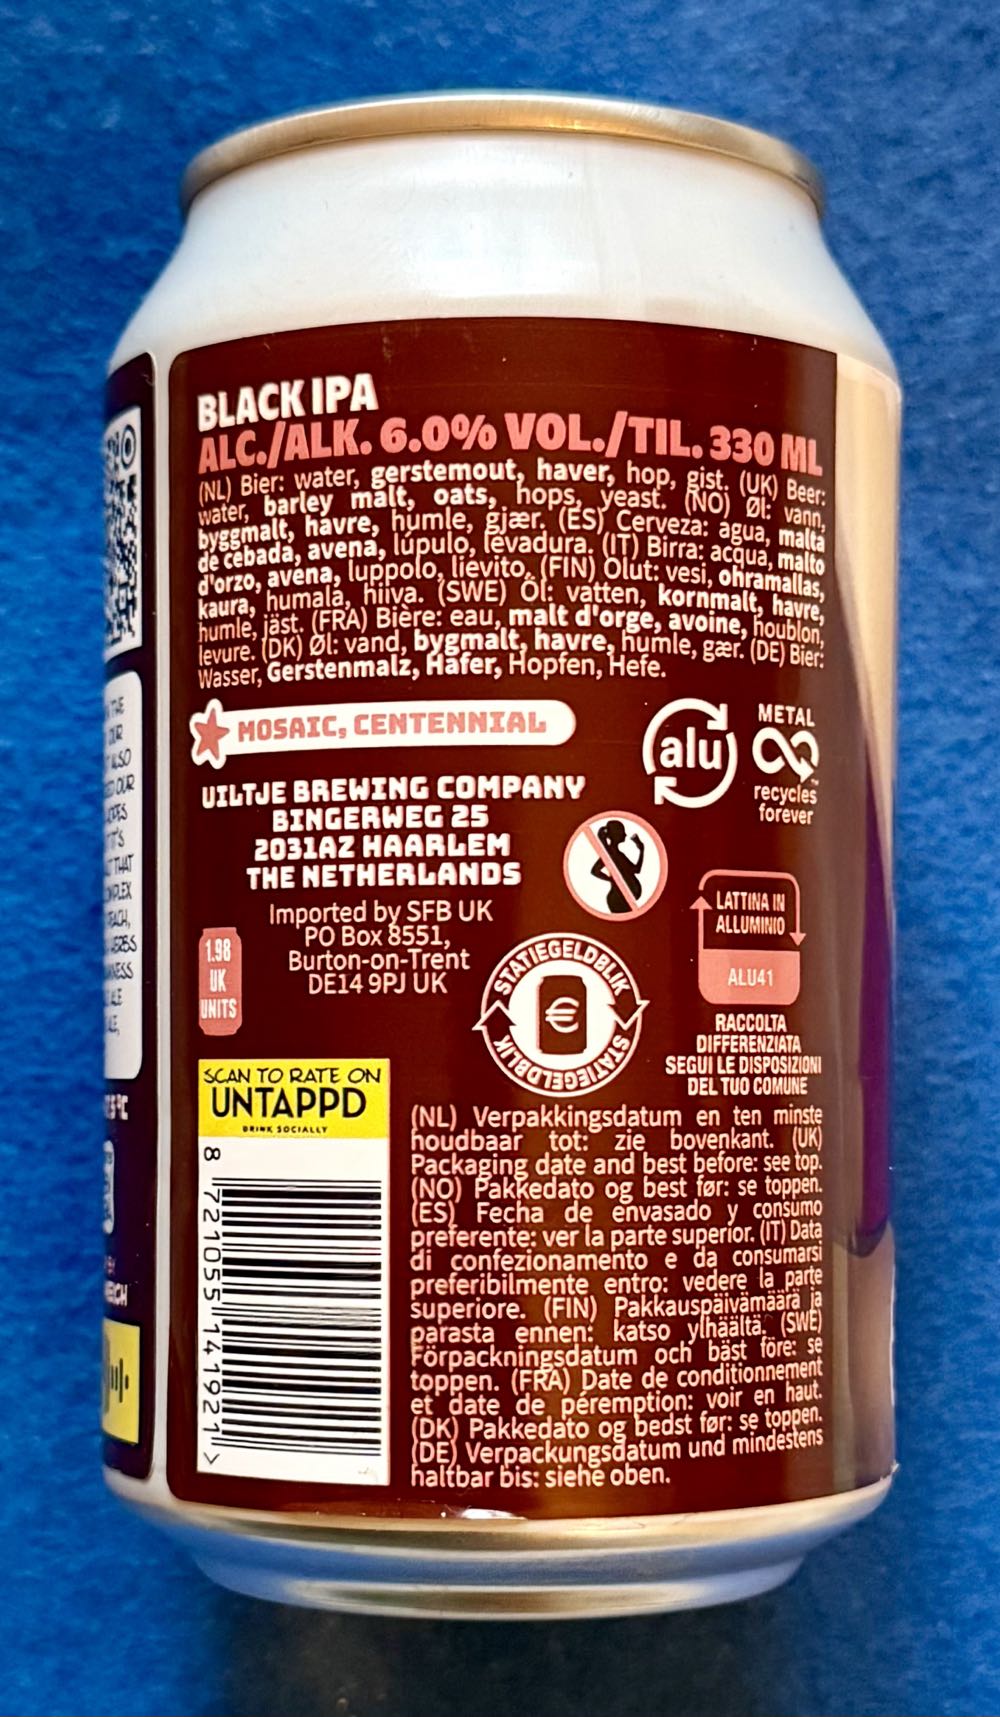 BLACK IPA
ALC./ALK. 6.0% VOL./TIL. 330 ML
(NL) Bier: water, gerstemout, haver, hop, gist. (UK) Beer:
water, barley malt, oats, hops, yeast. (NO) Øl: vann,
byggmalt, havre, humle, gjær. (ES) Cerveza: agua, malta
de cebada, avena, lúpulo, levadura. (IT) Birra: acqua, malto
d'orzo, avena, luppolo, lievito. (FIN) Olut: vesi, ohramallas,
kaura, humala, hiiva. (SWE) Öl: vatten, kornmalt, havre,
humle, jäst. (FRA) Bière: eau, malt d'orge, avoine, houblon,
levure. (DK) Øl: vand, bygmalt, havre, humle, gær. (DE) Bier:
Wasser, Gerstenmalz, Hafer, Hopfen, Hefe.
MOSAIC, CENTENNIAL
alu
METAL
recycles
forever™
UILTJE BREWING COMPANY
BINGERWEG 25
2031AZ HAARLEM
THE NETHERLANDS
Imported by SFB UK
PO Box 8551,
Burton-on-Trent
DE14 9PJ UK
1.98
UK
UNITS
STATIEGELDBLIK
€
STATIEGELDBLIK
LATTINA IN
ALLUMINIO
ALU41
RACCOLTA
DIFFERENZIATA
SEGUI LE DISPOSIZIONI
DEL TUO COMUNE
SCAN TO RATE ON
UNTAPPD
DRINK SOCIALLY
8 721055 141921 >
(NL) Verpakkingsdatum en ten minste
houdbaar tot: zie bovenkant. (UK)
Packaging date and best before: see top.
(NO) Pakkedato og best før: se toppen.
(ES) Fecha de envasado y consumo
preferente: ver la parte superior. (IT) Data
di confezionamento e da consumarsi
preferibilmente entro: vedere la parte
superiore. (FIN) Pakkauspäivämäärä ja
parasta ennen: katso ylhäältä. (SWE)
Förpackningsdatum och bäst före: se
toppen. (FRA) Date de conditionnement
et date de péremption: voir en haut.
(DK) Pakkedato og bedst før: se toppen.
(DE) Verpackungsdatum und mindestens
haltbar bis: siehe oben.